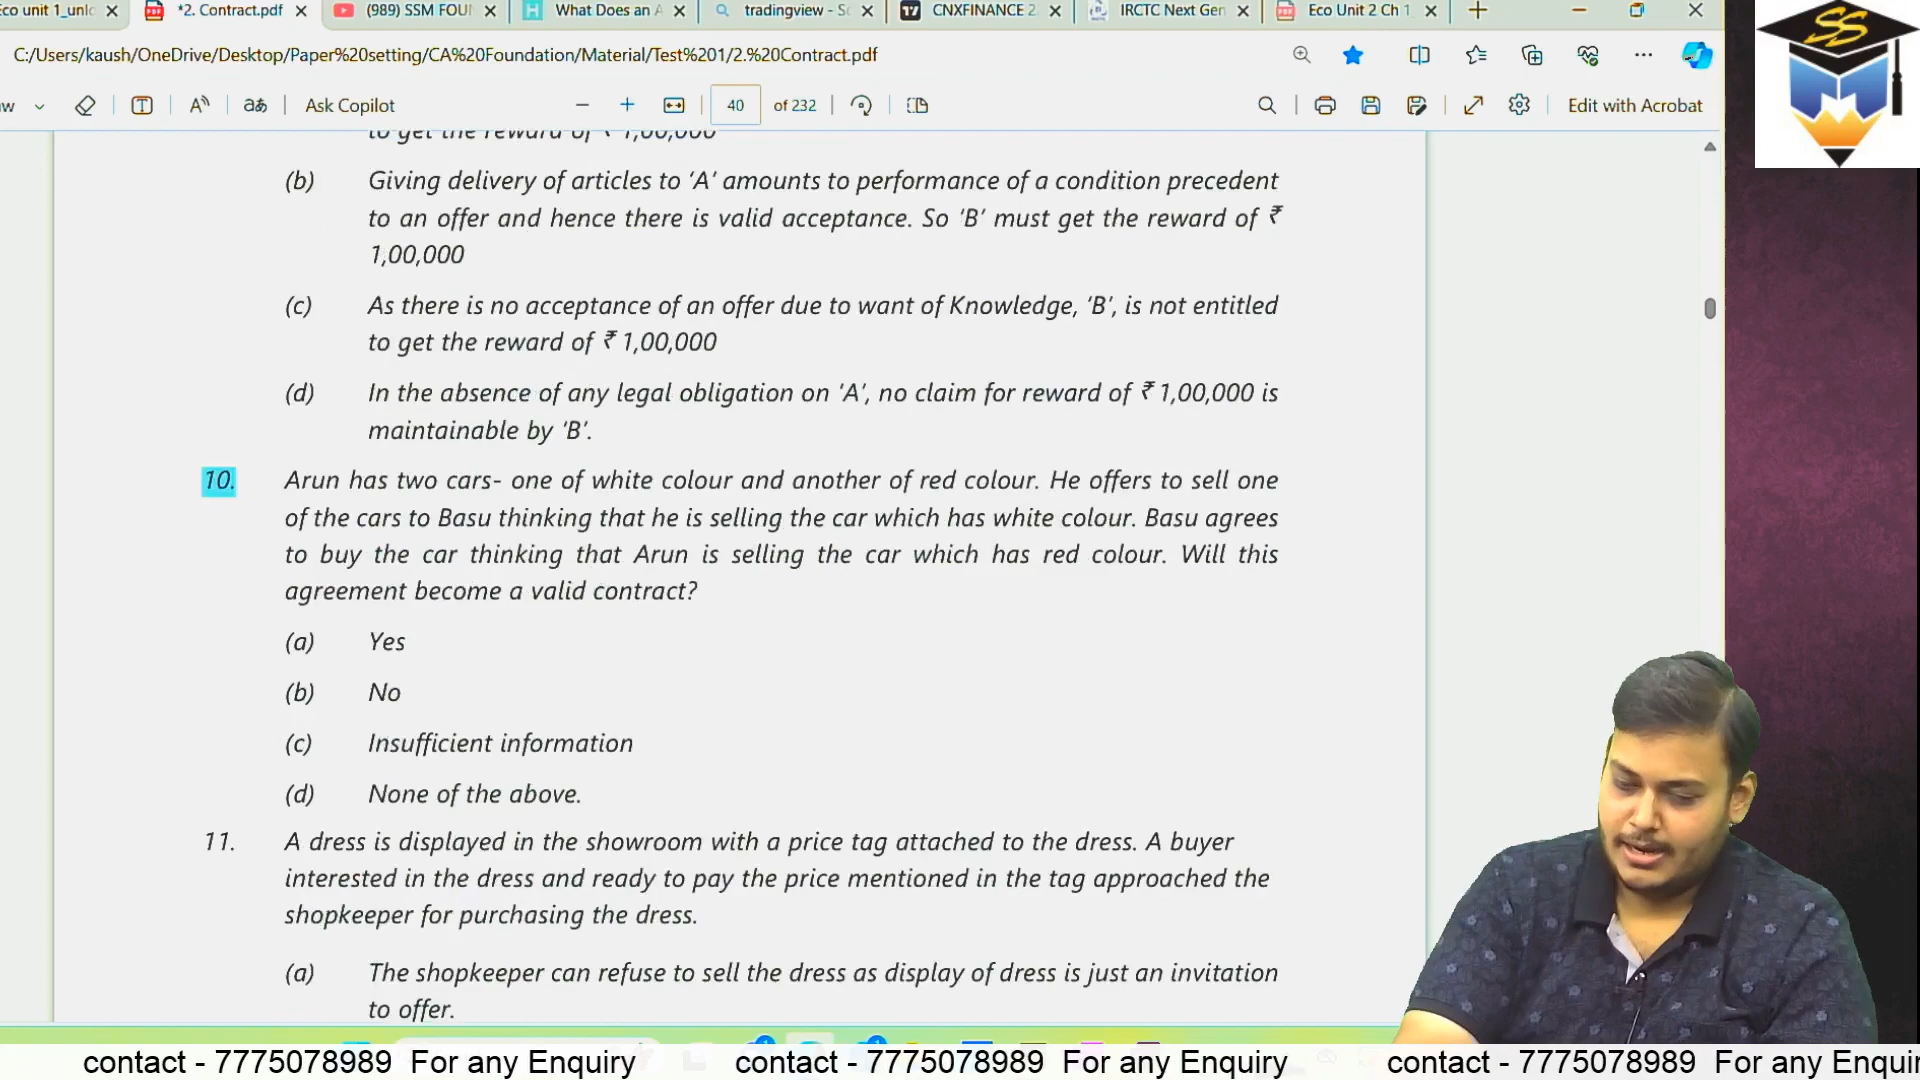 Eco unit 1_unlo
*2. Contract.pdf
(989) SSM FOU
What Does an A
tradingview - Se
CNXFINANCE 2
IRCTC Next Gen
Eco Unit 2 Ch 1
C:/Users/kaush/OneDrive/Desktop/Paper%20setting/CA%20Foundation/Material/Test%201/2.%20Contract.pdf
Ask Copilot
40 of 232
Edit with Acrobat
to get the reward of ₹ 1,00,000
(b) Giving delivery of articles to ‘A’ amounts to performance of a condition precedent
to an offer and hence there is valid acceptance. So ‘B’ must get the reward of ₹
1,00,000
(c) As there is no acceptance of an offer due to want of Knowledge, ‘B’, is not entitled
to get the reward of ₹ 1,00,000
(d) In the absence of any legal obligation on ‘A’, no claim for reward of ₹ 1,00,000 is
maintainable by ‘B’.
10. Arun has two cars- one of white colour and another of red colour. He offers to sell one
of the cars to Basu thinking that he is selling the car which has white colour. Basu agrees
to buy the car thinking that Arun is selling the car which has red colour. Will this
agreement become a valid contract?
(a) Yes
(b) No
(c) Insufficient information
(d) None of the above.
11. A dress is displayed in the showroom with a price tag attached to the dress. A buyer
interested in the dress and ready to pay the price mentioned in the tag approached the
shopkeeper for purchasing the dress.
(a) The shopkeeper can refuse to sell the dress as display of dress is just an invitation
to offer.
SS
contact - 7775078989 For any Enquiry contact - 7775078989 For any Enquiry contact - 7775078989 For any Enquir